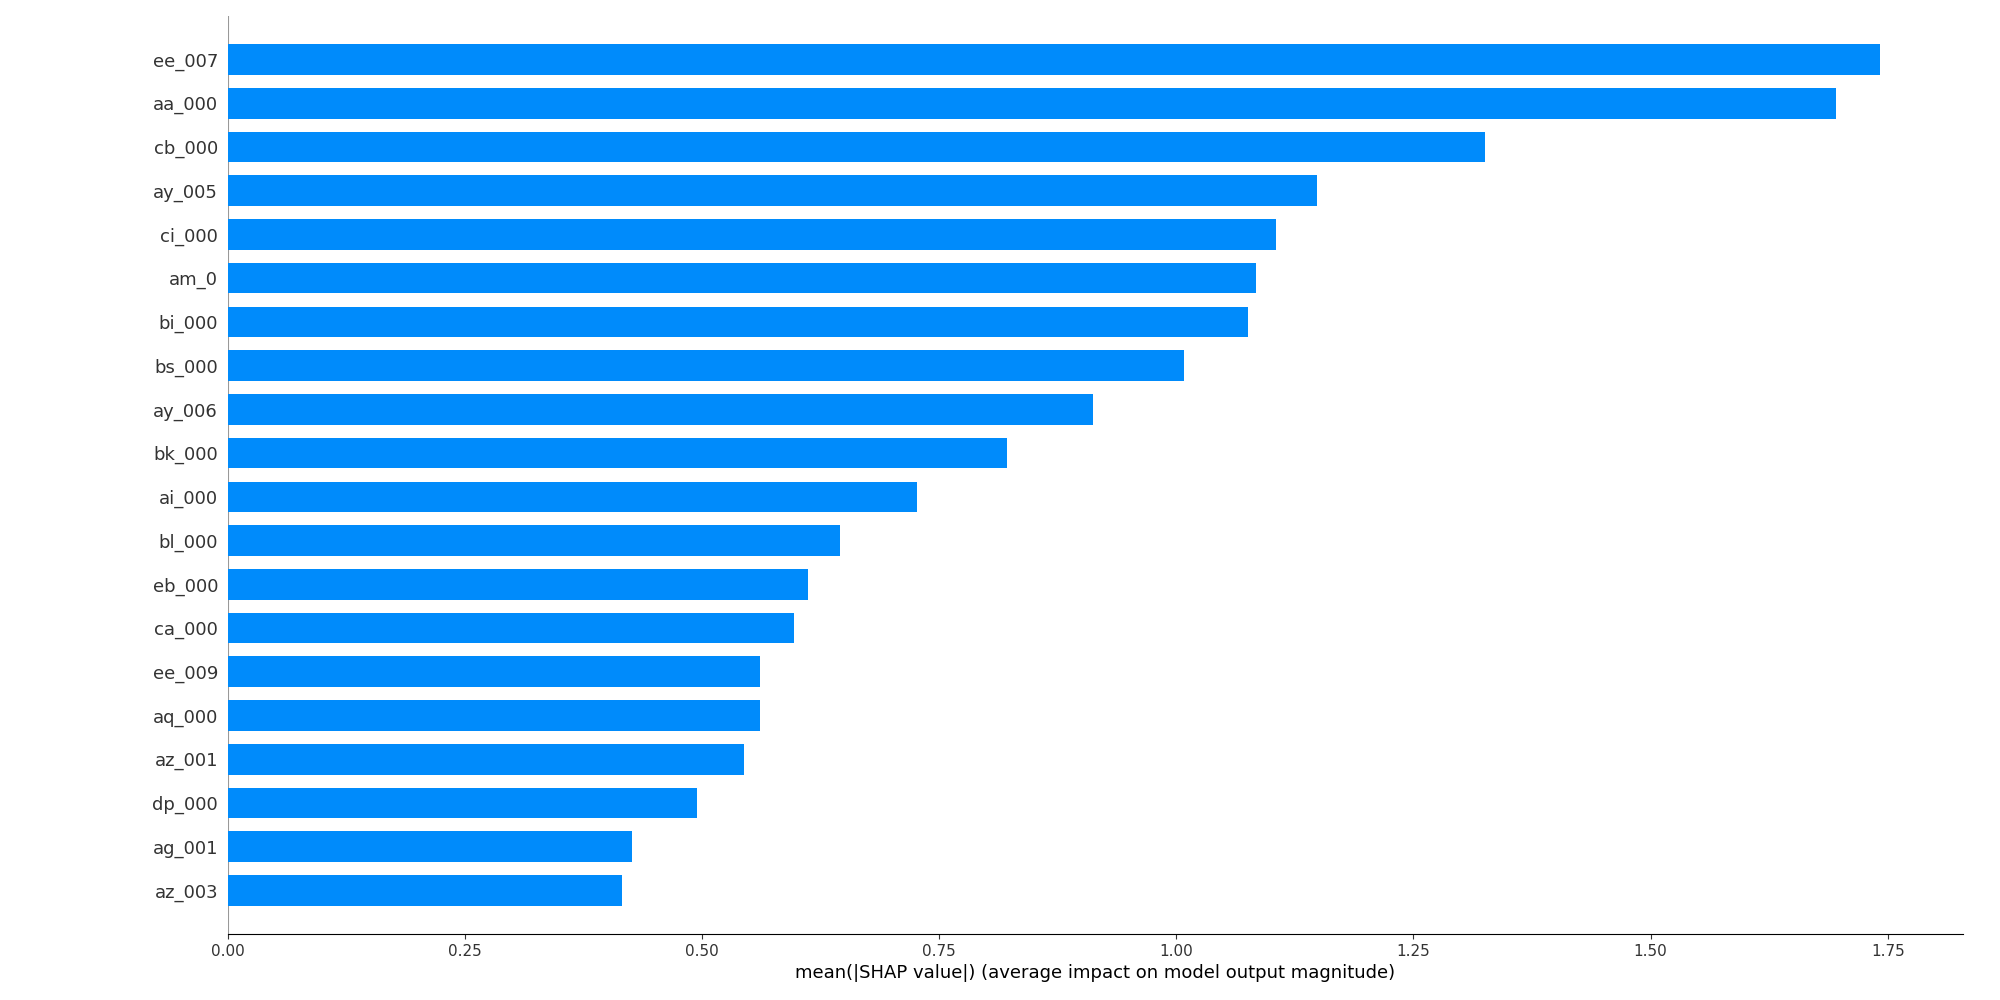 ee_007
aa_000
cb_000
ay_005
ci_000
am_0
bi_000
bs_000
ay_006
bk_000
ai_000
bl_000
eb_000
ca_000
ee_009
aq_000
az_001
dp_000
ag_001
az_003
0.00 0.25 0.50 0.75 1.00 1.25 1.50 1.75
mean(|SHAP value|) (average impact on model output magnitude)